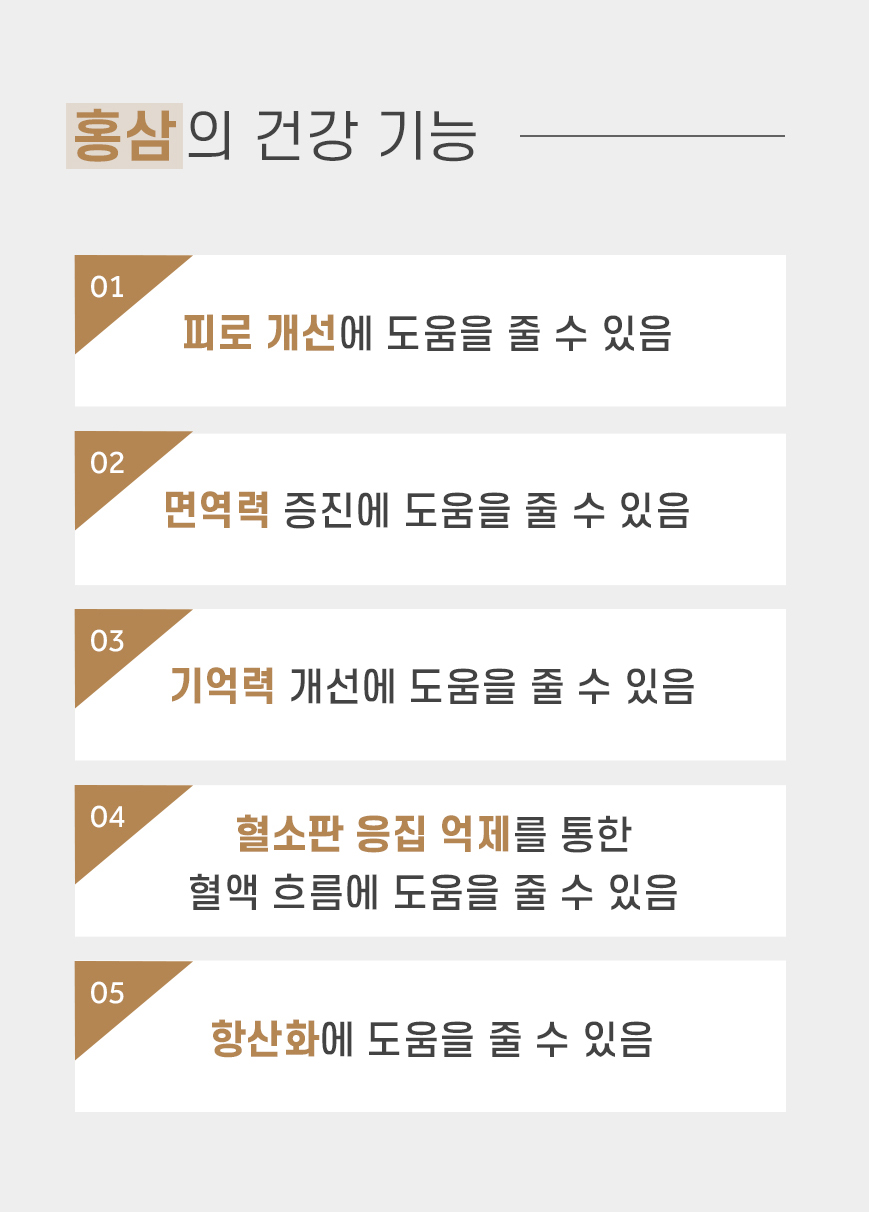 홍삼의 건강 기능
01
피로 개선에 도움을 줄 수 있음
02
면역력 증진에 도움을 줄 수 있음
03
기억력 개선에 도움을 줄 수 있음
04
혈소판 응집 억제를 통한
혈액 흐름에 도움을 줄 수 있음
05
항산화에 도움을 줄 수 있음